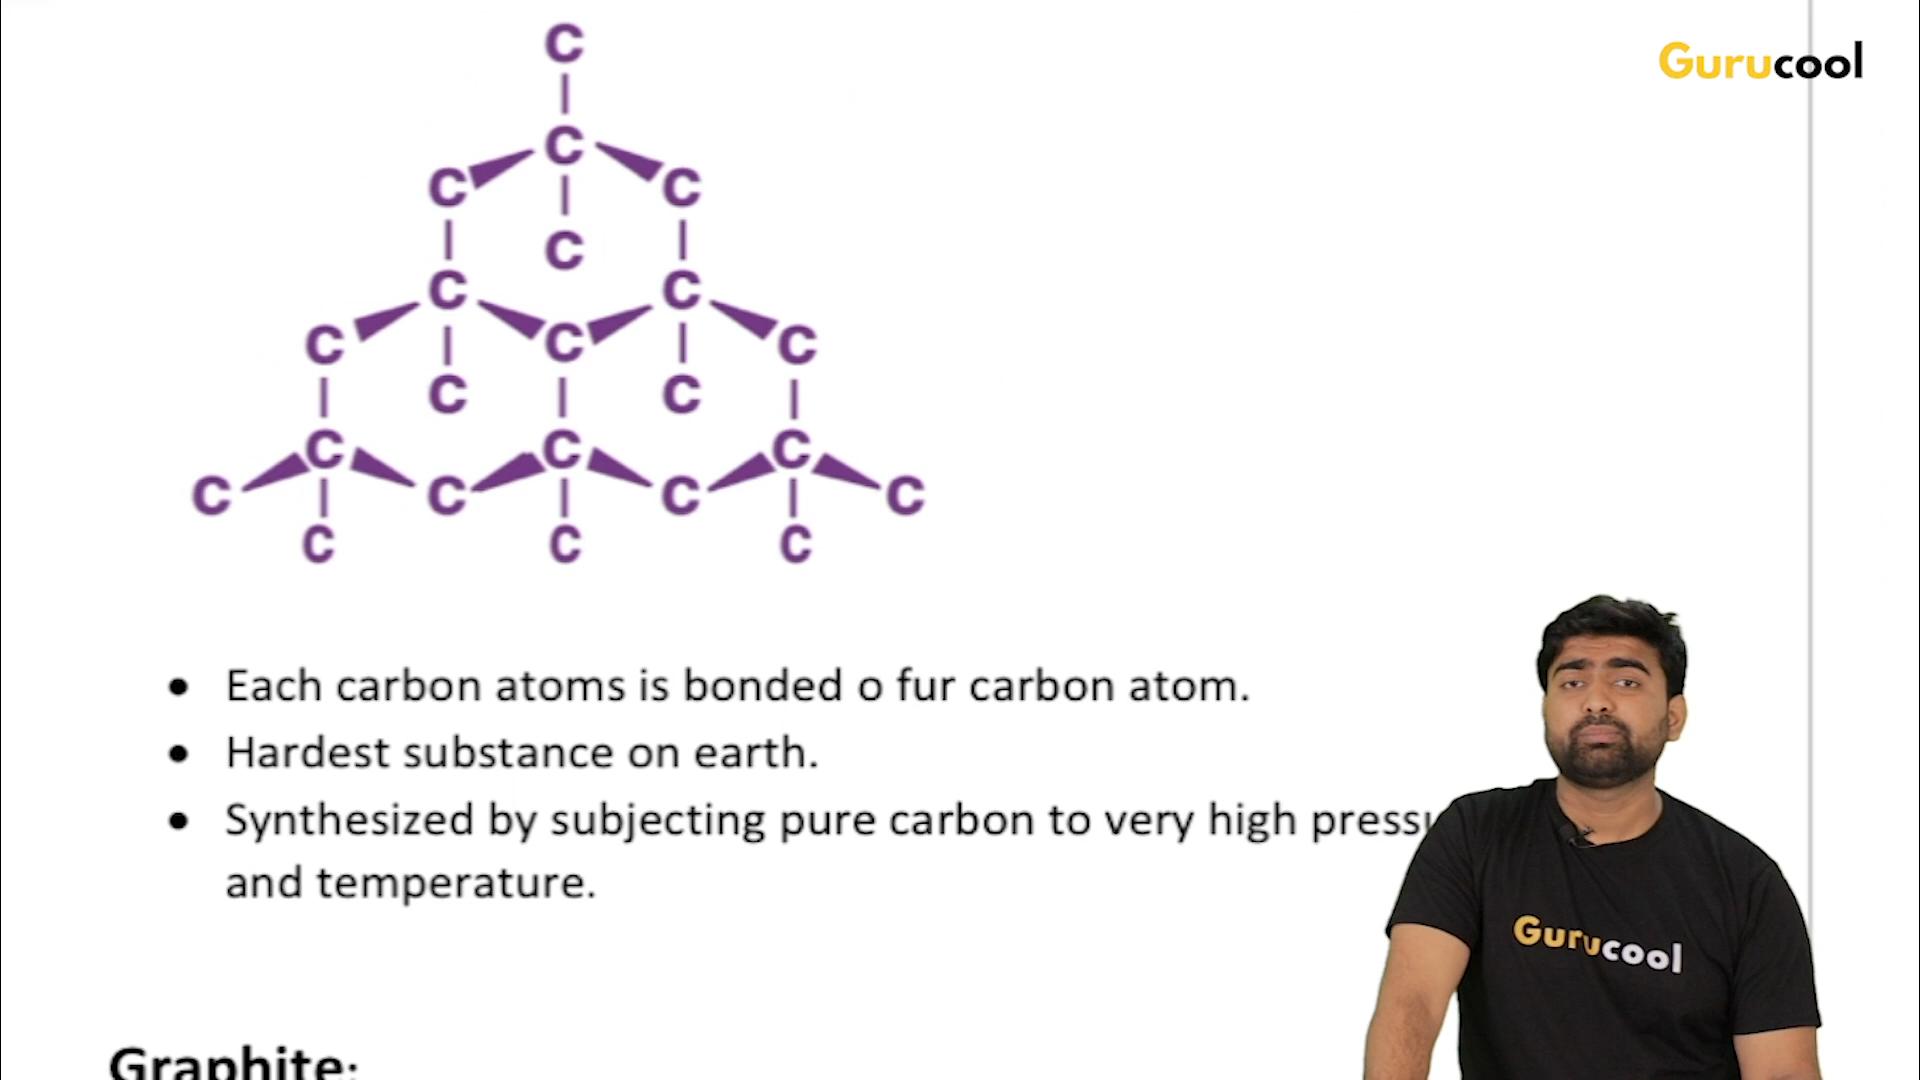 Gurucool
C
C
C C
C
C C
C C C
C C
C C C
C C C C
C C C
• Each carbon atoms is bonded o fur carbon atom.
• Hardest substance on earth.
• Synthesized by subjecting pure carbon to very high
and temperature.
Gurucool
Graphite: